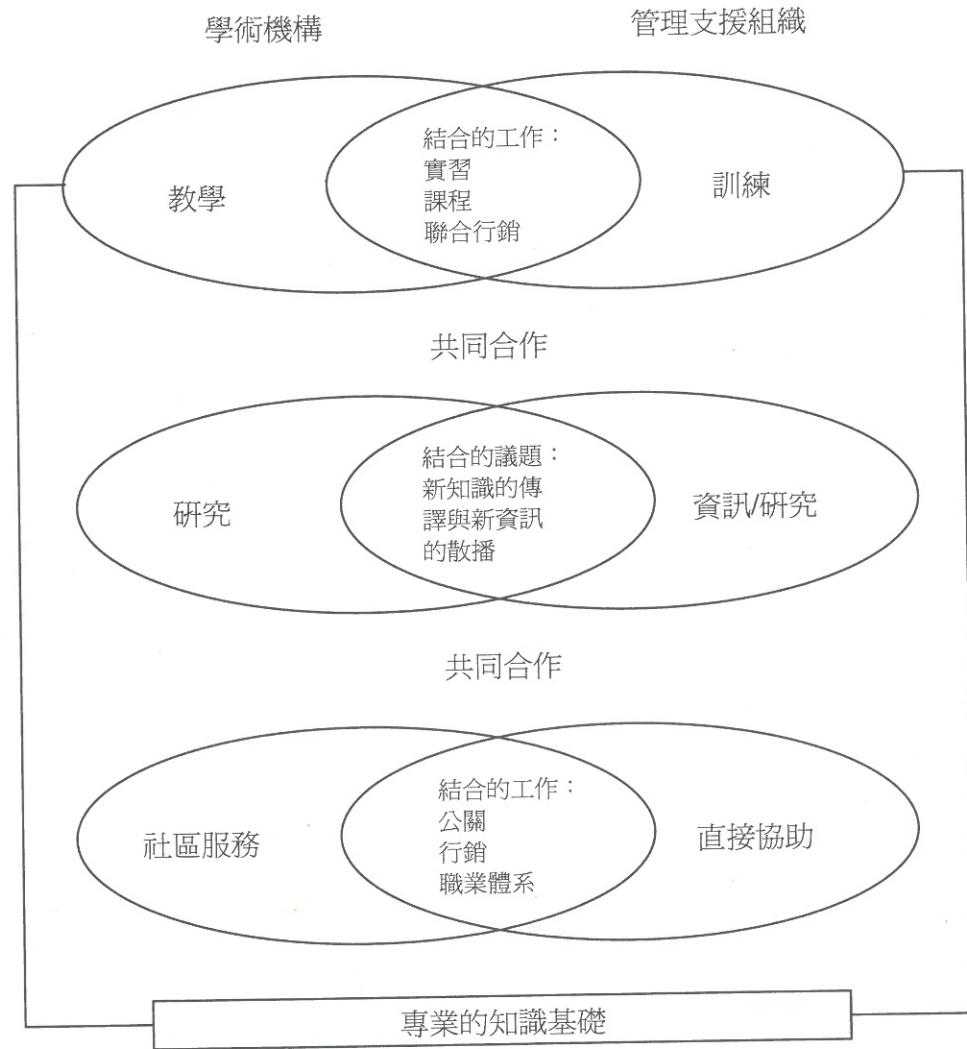 學術機構
管理支援組織
教學
結合的工作：
實習
課程
聯合行銷
訓練
共同合作
研究
結合的議題：
新知識的傳
譯與新資訊
的散播
資訊/研究
共同合作
社區服務
結合的工作：
公關
行銷
職業體系
直接協助
專業的知識基礎